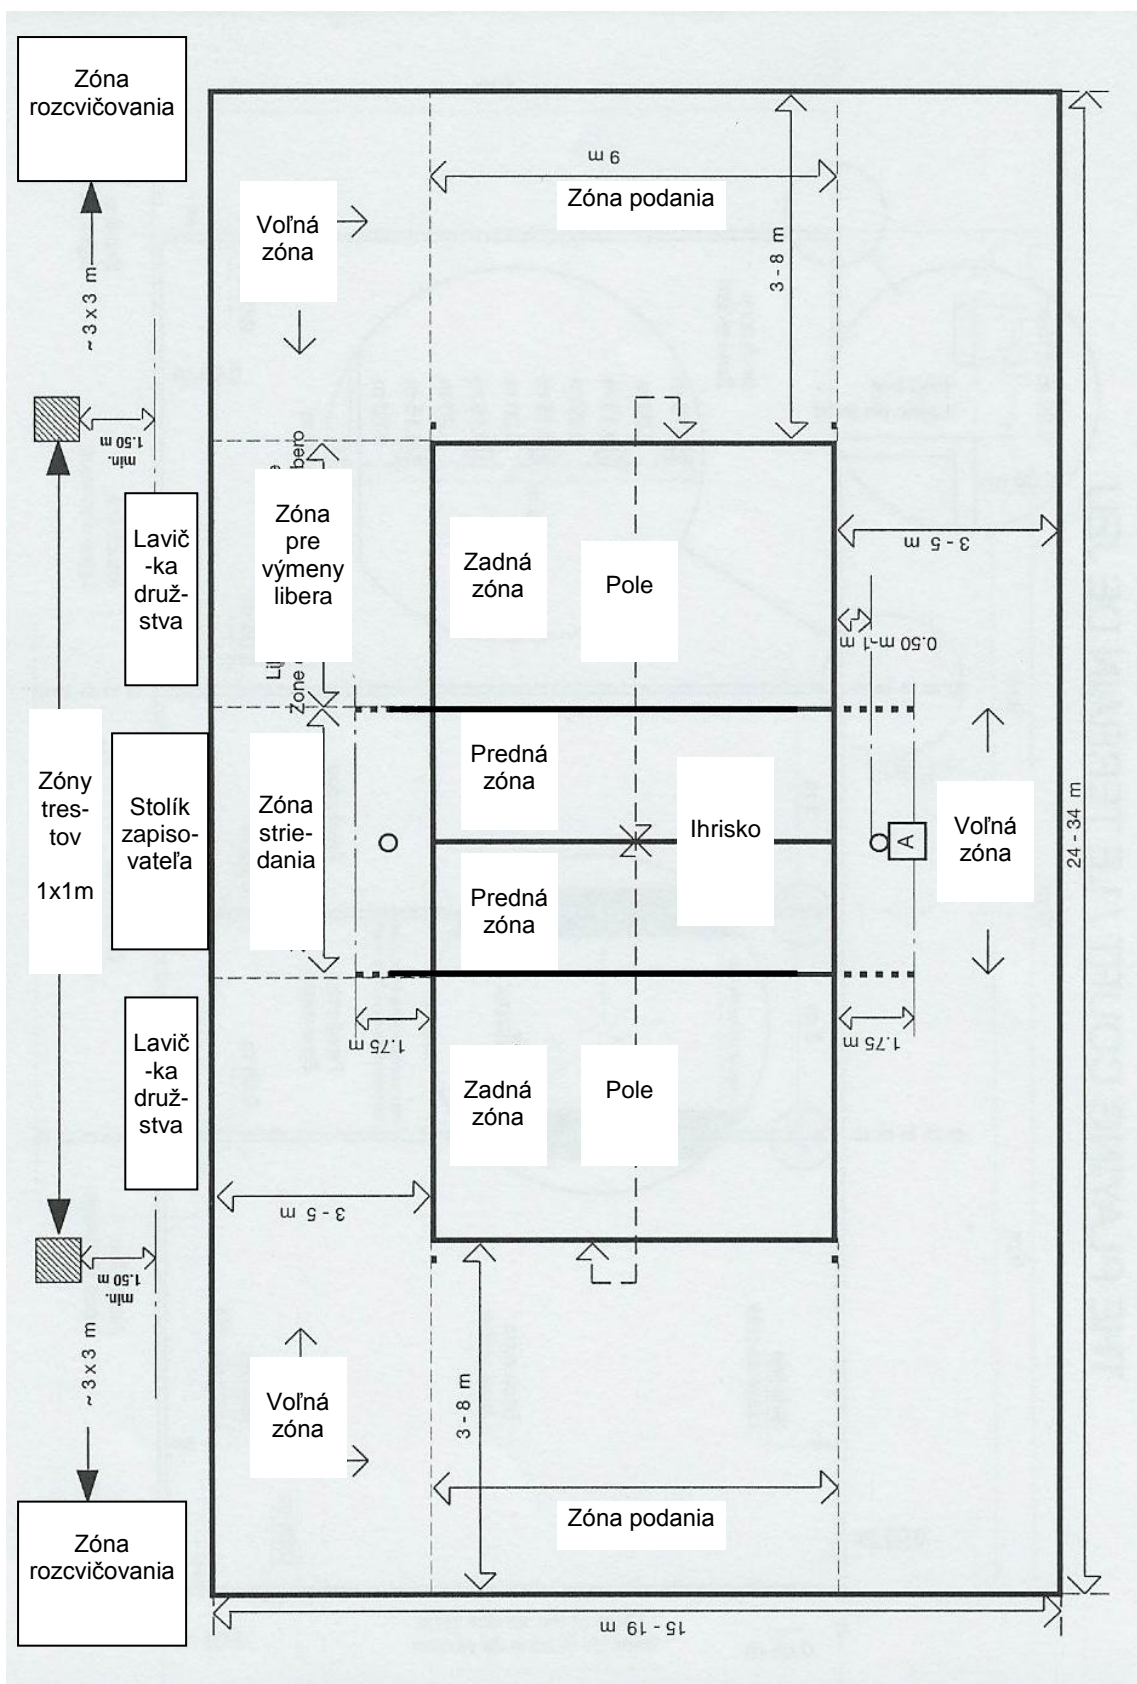 Zóna
rozcvičovania
9 m
Zóna podania
Voľná
zóna
3 - 8 m
~ 3 x 3 m
min.
1.50 m
bero
Lavič
-ka
druž-
stva
Zóna
pre
výmeny
libera
Zadná
zóna
Pole
3 - 5 m
0.50 m-1 m
Zone
Zóny
tres-
tov
1x1m
Stolík
zapiso-
vateľa
Zóna
strie-
dania
Predná
zóna
Ihrisko
A
Voľná
zóna
24 - 34 m
Predná
zóna
1.75 m
1.75 m
Lavič
-ka
druž-
stva
Zadná
zóna
Pole
3 - 5 m
min.
1.50 m
~ 3 x 3 m
Voľná
zóna
3 - 8 m
Zóna podania
Zóna
rozcvičovania
15 - 19 m